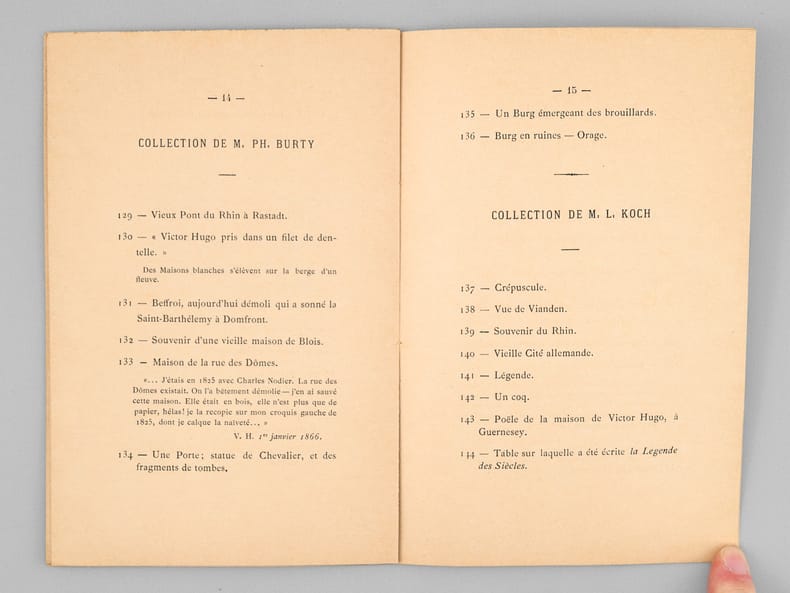 — 14 —
COLLECTION DE M. PH. BURTY
129 — Vieux Pont du Rhin à Rastadt.
130 — « Victor Hugo pris dans un filet de den-
telle. »
Des Maisons blanches s'élèvent sur la berge d'un
fleuve.
131 — Beffroi, aujourd'hui démoli qui a sonné la
Saint-Barthélemy à Domfront.
132 — Souvenir d'une vieille maison de Blois.
133 — Maison de la rue des Dômes.
«... J'étais en 1825 avec Charles Nodier. La rue des
Dômes existait. On l'a bêtement démolie — j'en ai sauvé
cette maison. Elle était en bois, elle n'est plus que de
papier, hélas! je la recopie sur mon croquis gauche de
1825, dont je calque la naïveté... »
V. H. 1er janvier 1866.
134 — Une Porte; statue de Chevalier, et des
fragments de tombes.
— 15 —
135 — Un Burg émergeant des brouillards.
136 — Burg en ruines — Orage.
COLLECTION DE M. L. KOCH
137 — Crépuscule.
138 — Vue de Vianden.
139 — Souvenir du Rhin.
140 — Vieille Cité allemande.
141 — Légende.
142 — Un coq.
143 — Poêle de la maison de Victor Hugo, à
Guernesey.
144 — Table sur laquelle a été écrite la Legende
des Siècles.